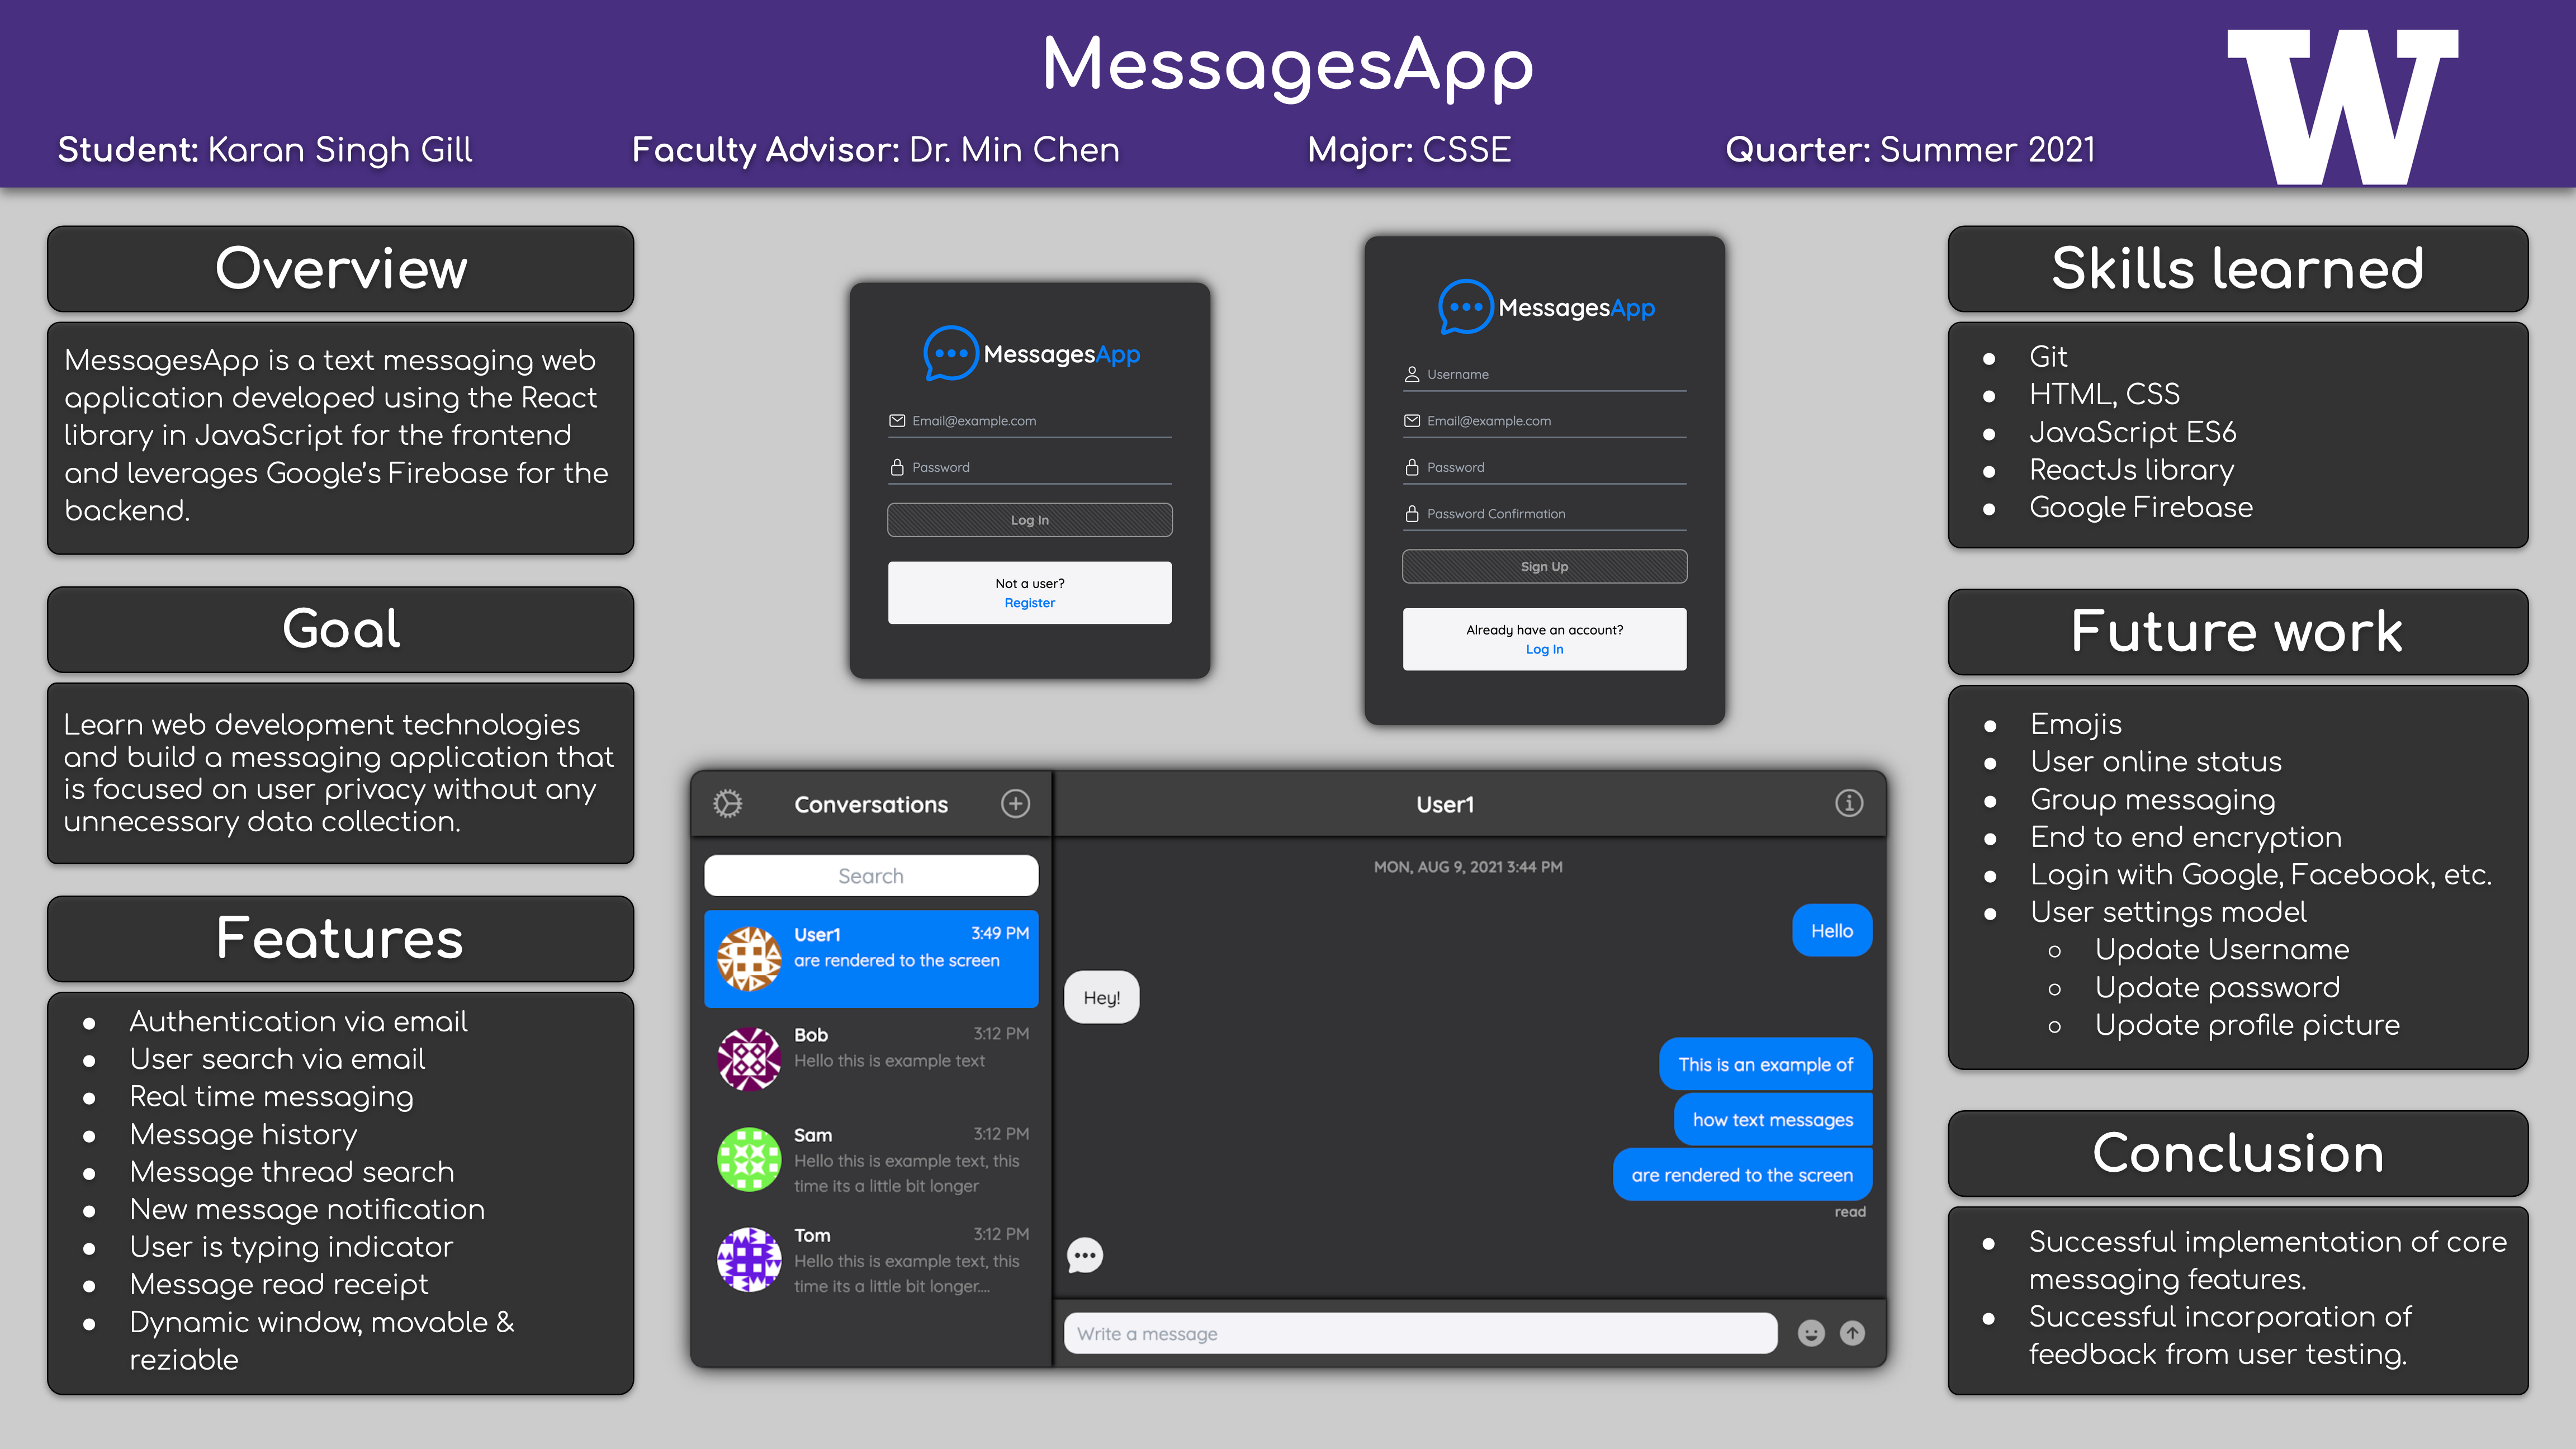 MessagesApp
W
Student: Karan Singh Gill
Faculty Advisor: Dr. Min Chen
Major: CSSE
Quarter: Summer 2021
Overview
MessagesApp is a text messaging web
application developed using the React
library in JavaScript for the frontend
and leverages Google's Firebase for the
backend.
Goal
Learn web development technologies
and build a messaging application that
is focused on user privacy without any
unnecessary data collection.
Features
● Authentication via email
● User search via email
● Real time messaging
● Message history
● Message thread search
● New message notification
● User is typing indicator
● Message read receipt
● Dynamic window, movable &
reziable
MessagesApp
Email@example.com
Password
Log In
Not a user?
Register
MessagesApp
Username
Email@example.com
Password
Password Confirmation
Sign Up
Already have an account?
Log In
Conversations
Search
User1 3:49 PM
are rendered to the screen
Bob 3:12 PM
Hello this is example text
Sam 3:12 PM
Hello this is example text, this
time its a little bit longer
Tom 3:12 PM
Hello this is example text, this
time its a little bit longer....
User1
MON, AUG 9, 2021 3:44 PM
Hello
Hey!
This is an example of
how text messages
are rendered to the screen
read
Write a message
Skills learned
● Git
● HTML, CSS
● JavaScript ES6
● ReactJs library
● Google Firebase
Future work
● Emojis
● User online status
● Group messaging
● End to end encryption
● Login with Google, Facebook, etc.
● User settings model
○ Update Username
○ Update password
○ Update profile picture
Conclusion
● Successful implementation of core
messaging features.
● Successful incorporation of
feedback from user testing.